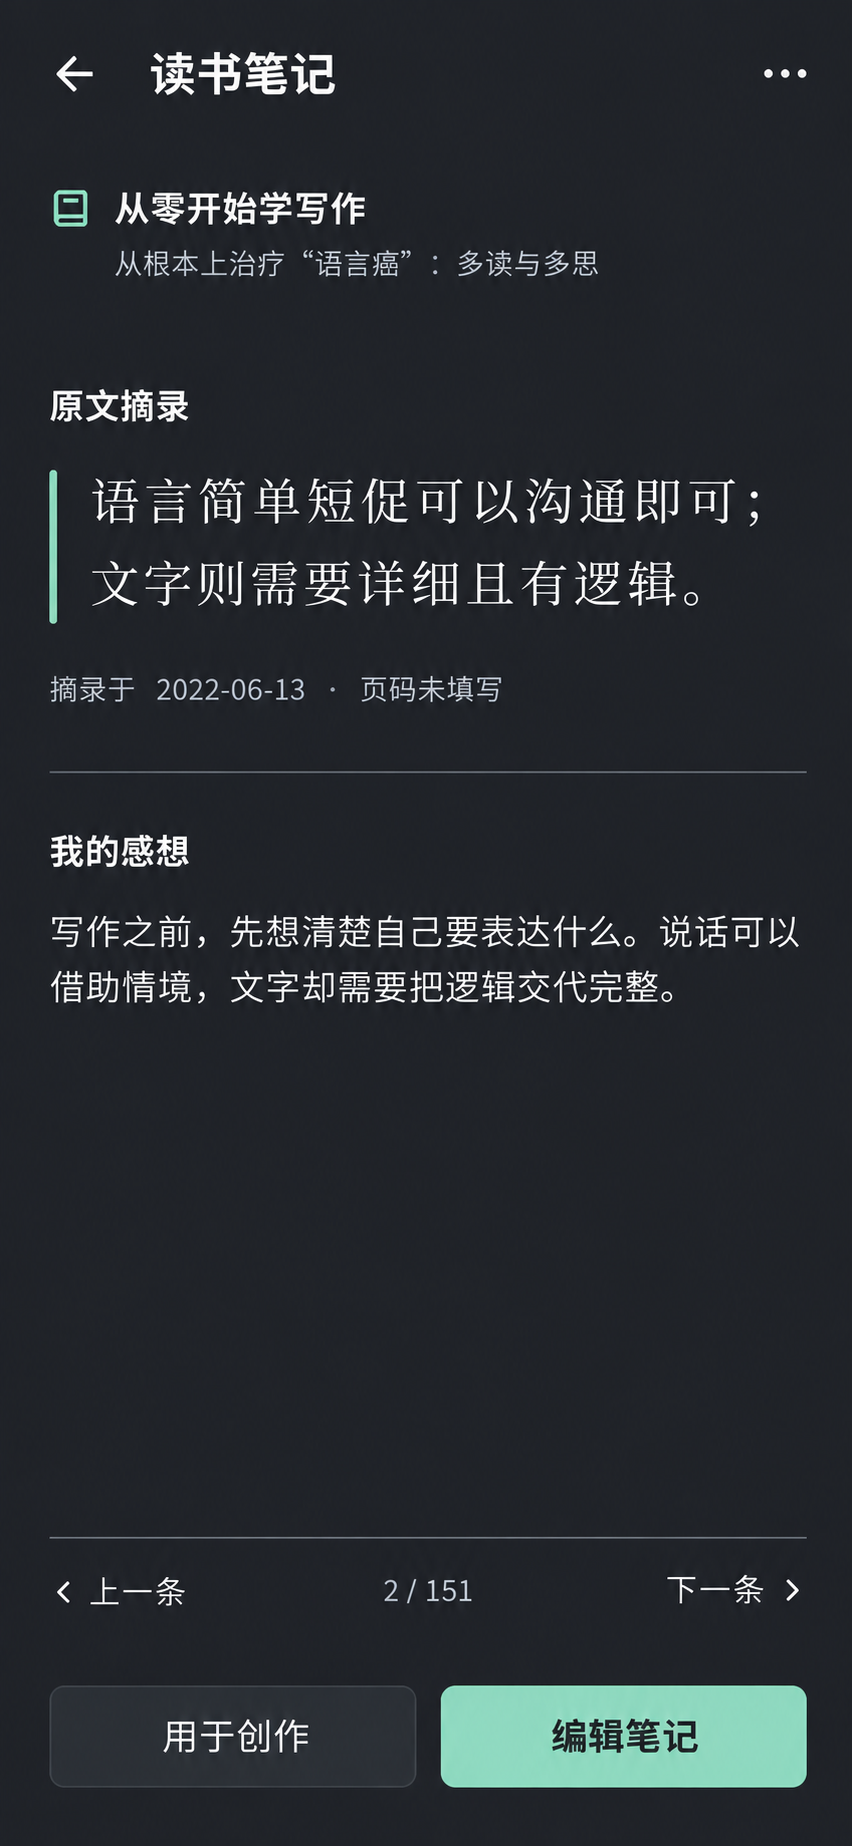 读书笔记
从零开始学写作
从根本上治疗“语言癌”：多读与多思
原文摘录
语言简单短促可以沟通即可；
文字则需要详细且有逻辑。
摘录于 2022-06-13 · 页码未填写
我的感想
写作之前，先想清楚自己要表达什么。说话可以
借助情境，文字却需要把逻辑交代完整。
上一条 2 / 151 下一条
用于创作 编辑笔记